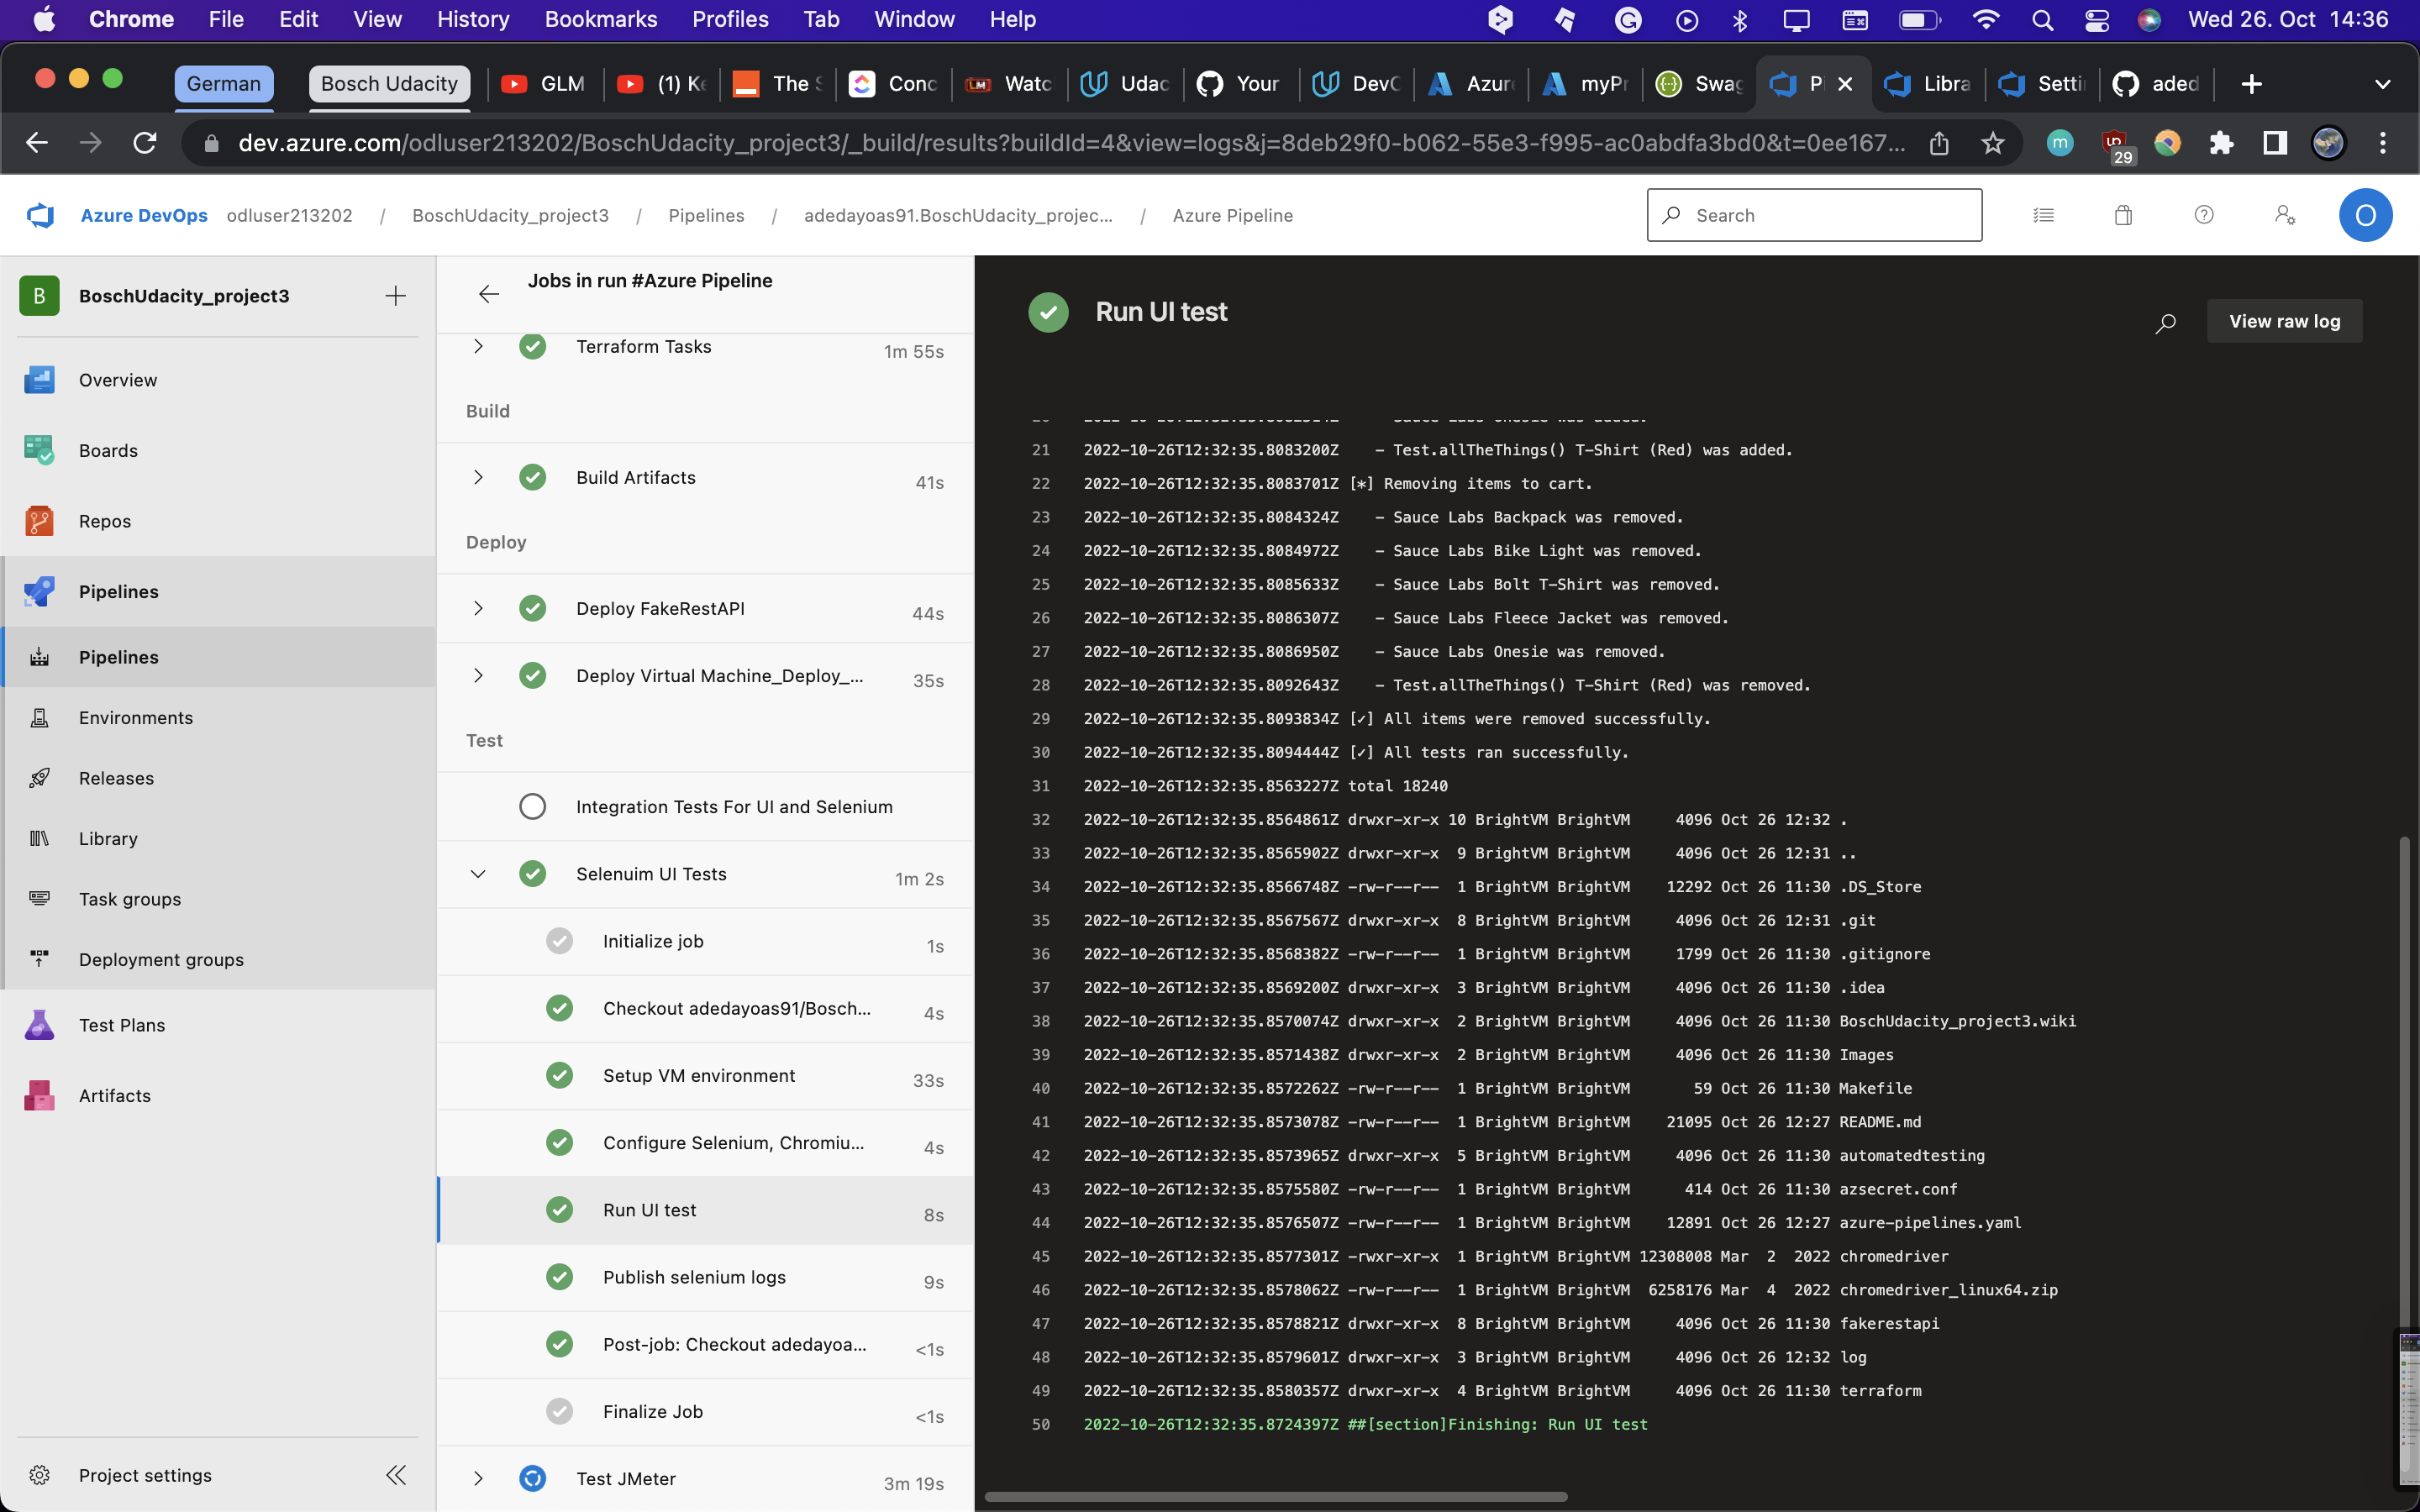 Chrome File Edit View History Bookmarks Profiles Tab Window Help Wed 26. Oct 14:36
German Bosch Udacity GLM (1) Ke The S Conc Watc Udac Your DevC Azure myPr Swag Pi Libra Setti aded
dev.azure.com/odluser213202/BoschUdacity_project3/_build/results?buildId=4&view=logs&j=8deb29f0-b062-55e3-f995-ac0abdfa3bd0&t=0ee167... 29
Azure DevOps odluser213202 / BoschUdacity_project3 / Pipelines / adedayoas91.BoschUdacity_projec... / Azure Pipeline Search O
B BoschUdacity_project3
Overview
Boards
Repos
Pipelines
Pipelines
Environments
Releases
Library
Task groups
Deployment groups
Test Plans
Artifacts
Project settings
Jobs in run #Azure Pipeline
Terraform Tasks 1m 55s
Build
Build Artifacts 41s
Deploy
Deploy FakeRestAPI 44s
Deploy Virtual Machine_Deploy_... 35s
Test
Integration Tests For UI and Selenium
Selenuim UI Tests 1m 2s
Initialize job 1s
Checkout adedayoas91/Bosch... 4s
Setup VM environment 33s
Configure Selenium, Chromiu... 4s
Run UI test 8s
Publish selenium logs 9s
Post-job: Checkout adedayoa... <1s
Finalize Job <1s
Test JMeter 3m 19s
Run UI test
View raw log
21 2022-10-26T12:32:35.8083200Z - Test.allTheThings() T-Shirt (Red) was added.
22 2022-10-26T12:32:35.8083701Z [*] Removing items to cart.
23 2022-10-26T12:32:35.8084324Z - Sauce Labs Backpack was removed.
24 2022-10-26T12:32:35.8084972Z - Sauce Labs Bike Light was removed.
25 2022-10-26T12:32:35.8085633Z - Sauce Labs Bolt T-Shirt was removed.
26 2022-10-26T12:32:35.8086307Z - Sauce Labs Fleece Jacket was removed.
27 2022-10-26T12:32:35.8086950Z - Sauce Labs Onesie was removed.
28 2022-10-26T12:32:35.8092643Z - Test.allTheThings() T-Shirt (Red) was removed.
29 2022-10-26T12:32:35.8093834Z [✓] All items were removed successfully.
30 2022-10-26T12:32:35.8094444Z [✓] All tests ran successfully.
31 2022-10-26T12:32:35.8563227Z total 18240
32 2022-10-26T12:32:35.8564861Z drwxr-xr-x 10 BrightVM BrightVM 4096 Oct 26 12:32 .
33 2022-10-26T12:32:35.8565902Z drwxr-xr-x 9 BrightVM BrightVM 4096 Oct 26 12:31 ..
34 2022-10-26T12:32:35.8566748Z -rw-r--r-- 1 BrightVM BrightVM 12292 Oct 26 11:30 .DS_Store
35 2022-10-26T12:32:35.8567567Z drwxr-xr-x 8 BrightVM BrightVM 4096 Oct 26 12:31 .git
36 2022-10-26T12:32:35.8568382Z -rw-r--r-- 1 BrightVM BrightVM 1799 Oct 26 11:30 .gitignore
37 2022-10-26T12:32:35.8569200Z drwxr-xr-x 3 BrightVM BrightVM 4096 Oct 26 11:30 .idea
38 2022-10-26T12:32:35.8570074Z drwxr-xr-x 2 BrightVM BrightVM 4096 Oct 26 11:30 BoschUdacity_project3.wiki
39 2022-10-26T12:32:35.8571438Z drwxr-xr-x 2 BrightVM BrightVM 4096 Oct 26 11:30 Images
40 2022-10-26T12:32:35.8572262Z -rw-r--r-- 1 BrightVM BrightVM 59 Oct 26 11:30 Makefile
41 2022-10-26T12:32:35.8573078Z -rw-r--r-- 1 BrightVM BrightVM 21095 Oct 26 12:27 README.md
42 2022-10-26T12:32:35.8573965Z drwxr-xr-x 5 BrightVM BrightVM 4096 Oct 26 11:30 automatedtesting
43 2022-10-26T12:32:35.8575580Z -rw-r--r-- 1 BrightVM BrightVM 414 Oct 26 11:30 azsecret.conf
44 2022-10-26T12:32:35.8576507Z -rw-r--r-- 1 BrightVM BrightVM 12891 Oct 26 12:27 azure-pipelines.yaml
45 2022-10-26T12:32:35.8577301Z -rwxr-xr-x 1 BrightVM BrightVM 12308008 Mar 2 2022 chromedriver
46 2022-10-26T12:32:35.8578062Z -rw-r--r-- 1 BrightVM BrightVM 6258176 Mar 4 2022 chromedriver_linux64.zip
47 2022-10-26T12:32:35.8578821Z drwxr-xr-x 8 BrightVM BrightVM 4096 Oct 26 11:30 fakerestapi
48 2022-10-26T12:32:35.8579601Z drwxr-xr-x 3 BrightVM BrightVM 4096 Oct 26 12:32 log
49 2022-10-26T12:32:35.8580357Z drwxr-xr-x 4 BrightVM BrightVM 4096 Oct 26 11:30 terraform
50 2022-10-26T12:32:35.8724397Z ##[section]Finishing: Run UI test